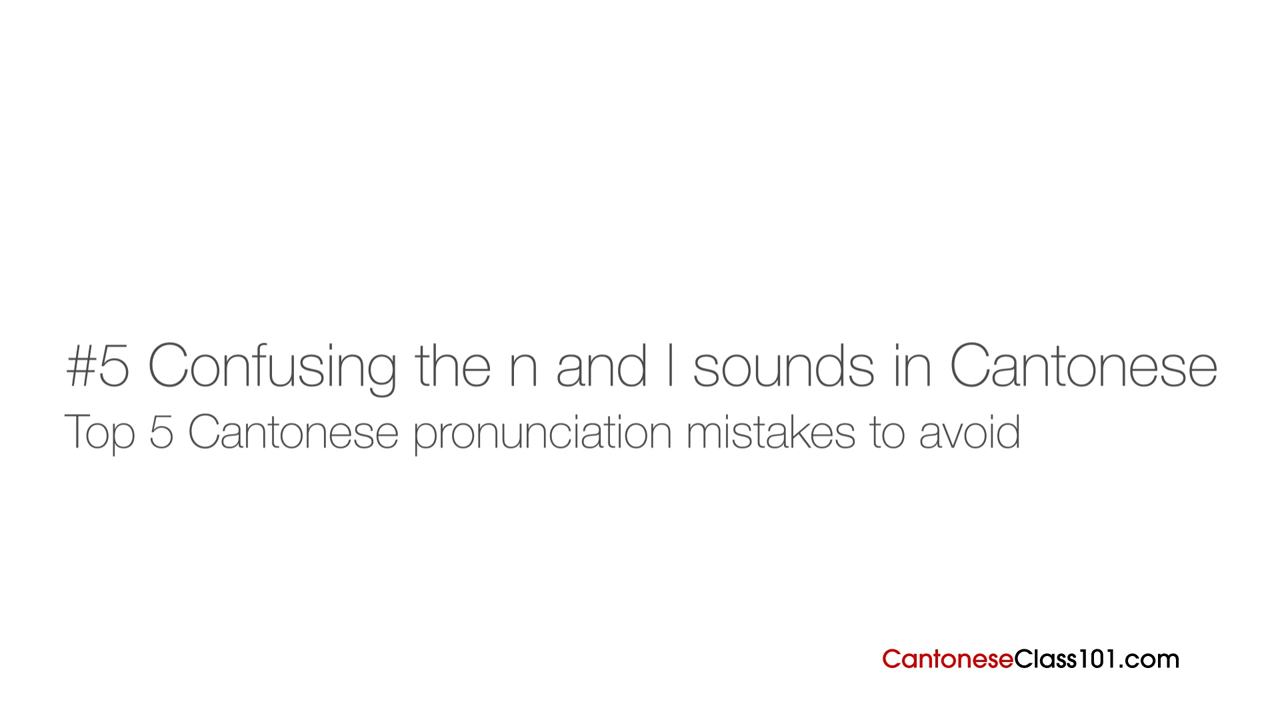 #5 Confusing the n and l sounds in Cantonese
Top 5 Cantonese pronunciation mistakes to avoid
CantoneseClass101.com